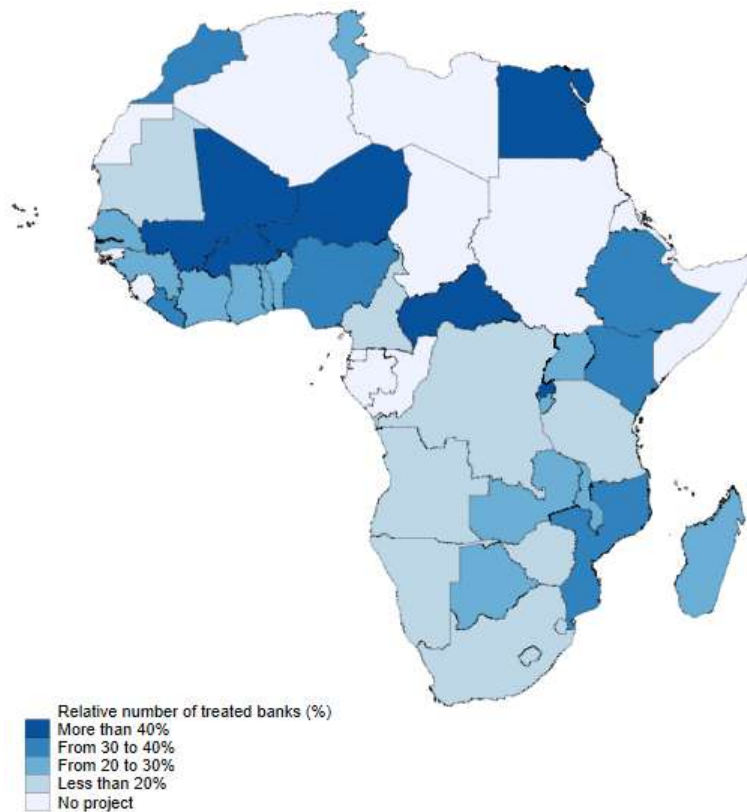 Relative number of treated banks (%)
More than 40%
From 30 to 40%
From 20 to 30%
Less than 20%
No project